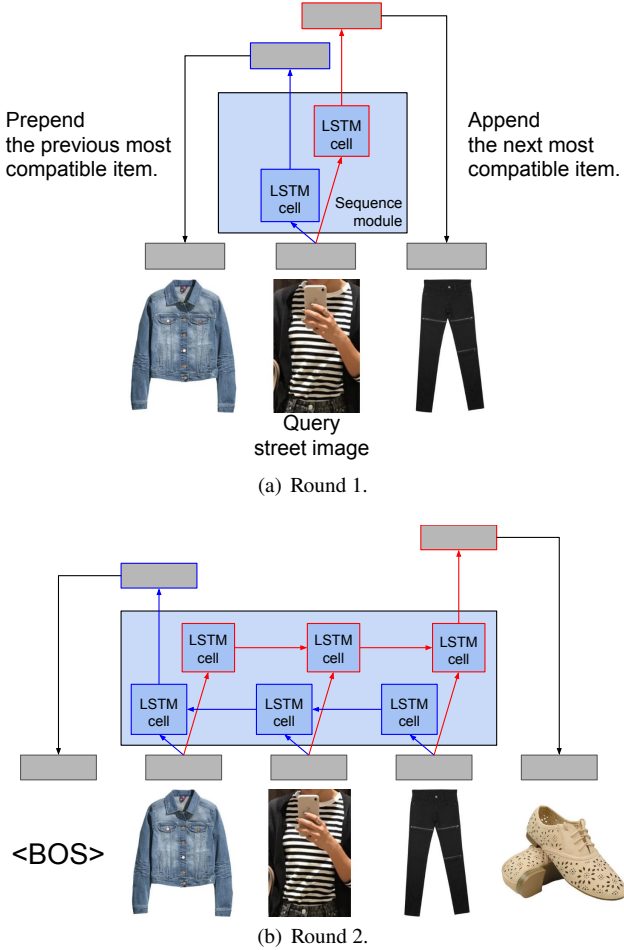 Prepend
the previous most
compatible item.
LSTM
cell
LSTM
cell
Sequence
module
Append
the next most
compatible item.
Query
street image
(a) Round 1.
LSTM
cell
LSTM
cell
LSTM
cell
LSTM
cell
LSTM
cell
LSTM
cell
<BOS>
(b) Round 2.